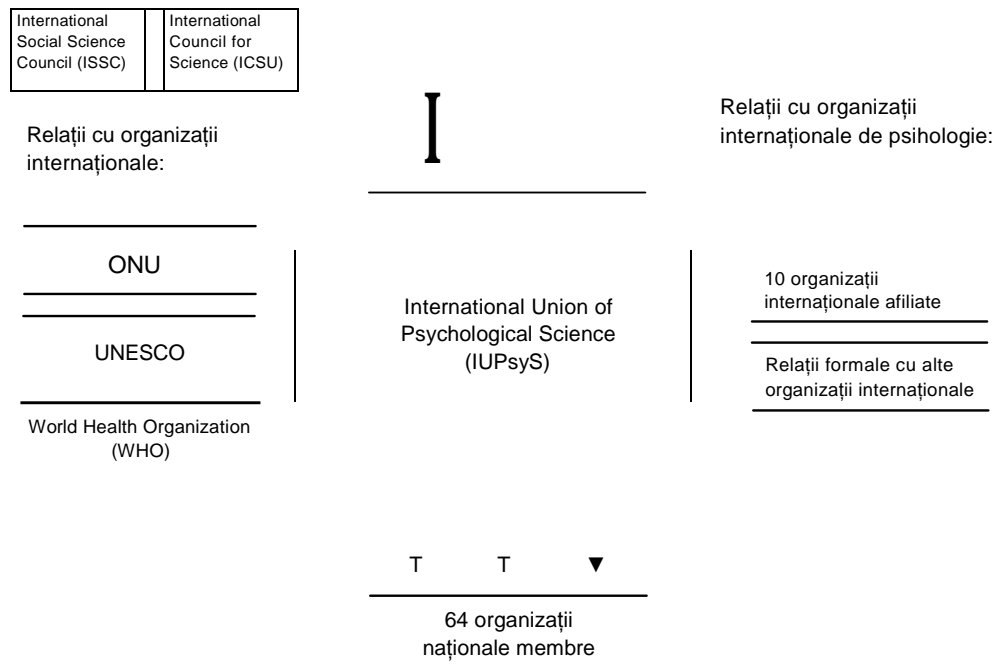 International
Social Science
Council (ISSC)
International
Council for
Science (ICSU)
Relații cu organizații
internaționale:
ONU
UNESCO
World Health Organization
(WHO)
I
International Union of
Psychological Science
(IUPsyS)
Relații cu organizații
internaționale de psihologie:
10 organizații
internaționale afiliate
Relații formale cu alte
organizații internaționale
T T ▼
64 organizații
naționale membre